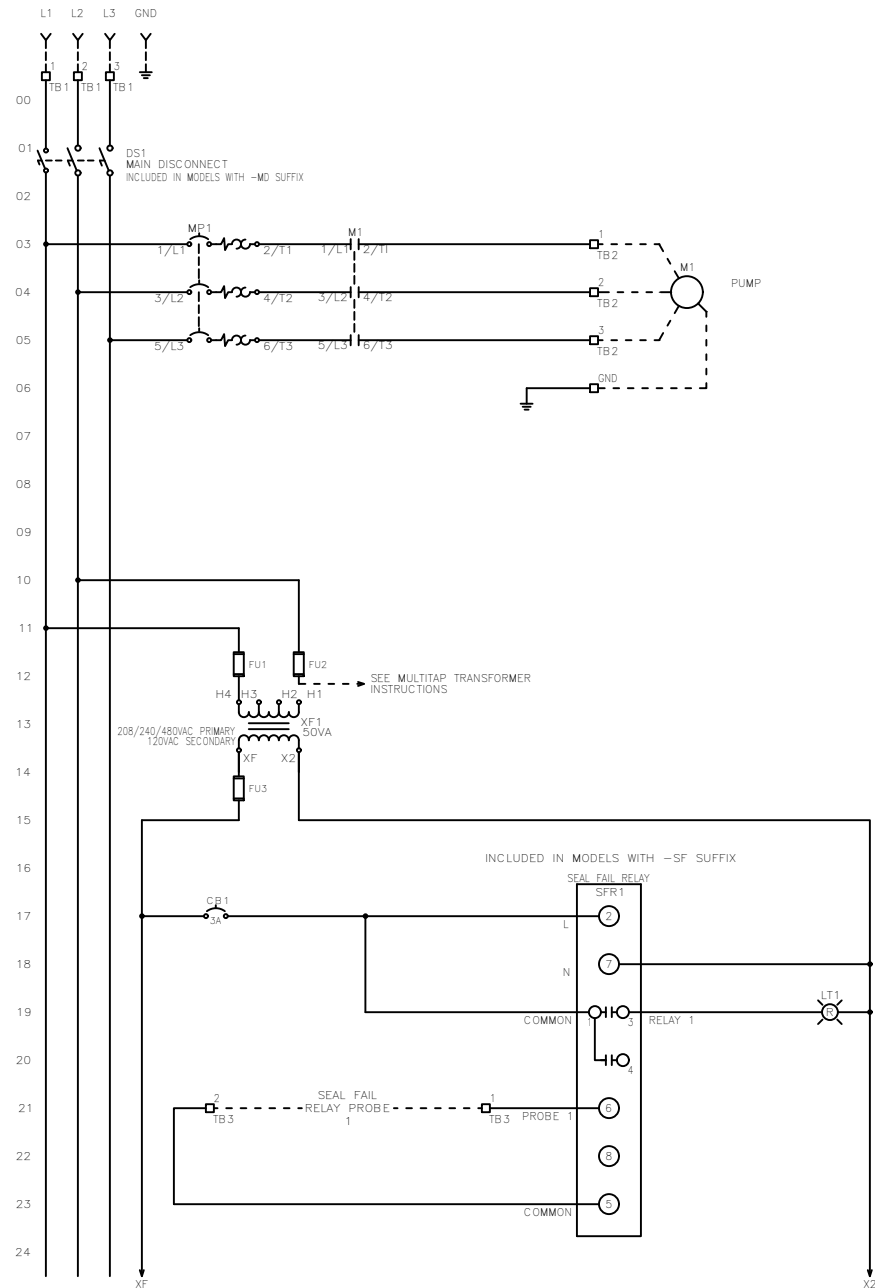 L1 L2 L3 GND
1 2 3
TB1 TB1 TB1
00
01
DS1
MAIN DISCONNECT
INCLUDED IN MODELS WITH -MD SUFFIX
02
MP1 M1 1
03
1/L1 2/T1 1/L1 2/T1
TB2
M1
PUMP
2
04
3/L2 4/T2 3/L2 4/T2
TB2
3
05
5/L3 6/T3 5/L3 6/T3
TB2
GND
06
07
08
09
10
11
FU1 FU2
12
SEE MULTITAP TRANSFORMER
INSTRUCTIONS
H4 H3 H2 H1
13
XF1
50VA
208/240/480VAC PRIMARY
120VAC SECONDARY
XF X2
14
FU3
15
INCLUDED IN MODELS WITH -SF SUFFIX
16
SEAL FAIL RELAY
SFR1
CB1
17
3A
2
L
18
7
N
LT1
19
R
COMMON 1 3 RELAY 1
20
4
SEAL FAIL
2 RELAY PROBE 1
1
21
TB3 TB3 PROBE 1 6
22
8
23
5
COMMON
24
XF X2